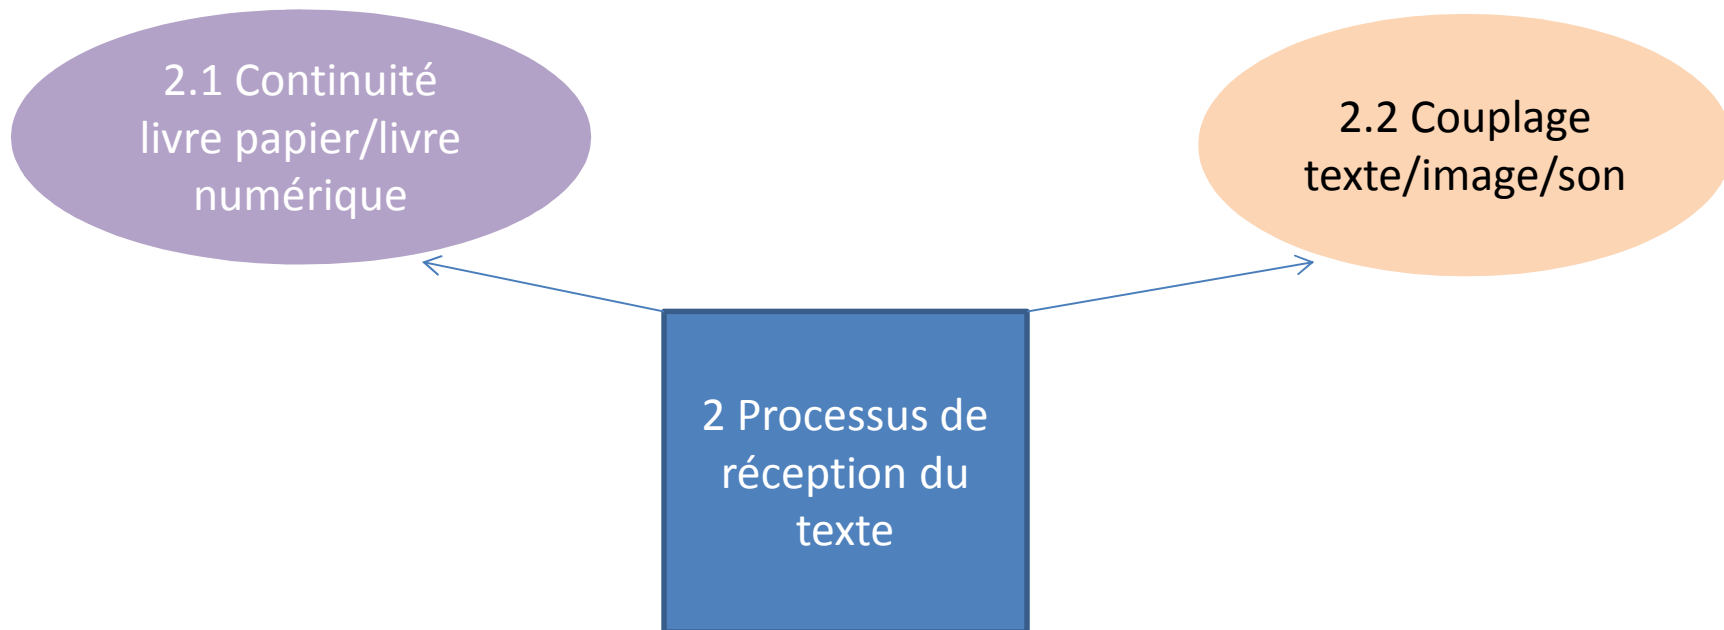 2.1 Continuité
livre papier/livre
numérique
2.2 Couplage
texte/image/son
2 Processus de
réception du
texte